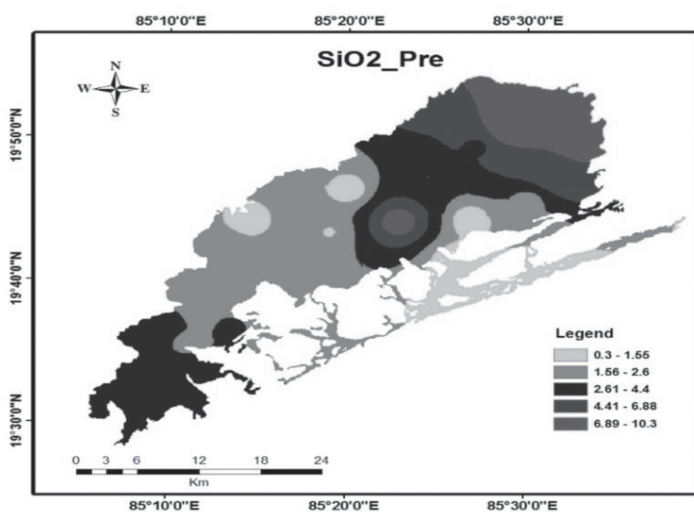 85°10'0"E 85°20'0"E 85°30'0"E
SiO2_Pre
N
W E
S
19°50'0"N
19°40'0"N
19°30'0"N
Legend
0.3 - 1.55
1.56 - 2.6
2.61 - 4.4
4.41 - 6.88
6.89 - 10.3
0 3 6 12 18 24
Km
85°10'0"E 85°20'0"E 85°30'0"E